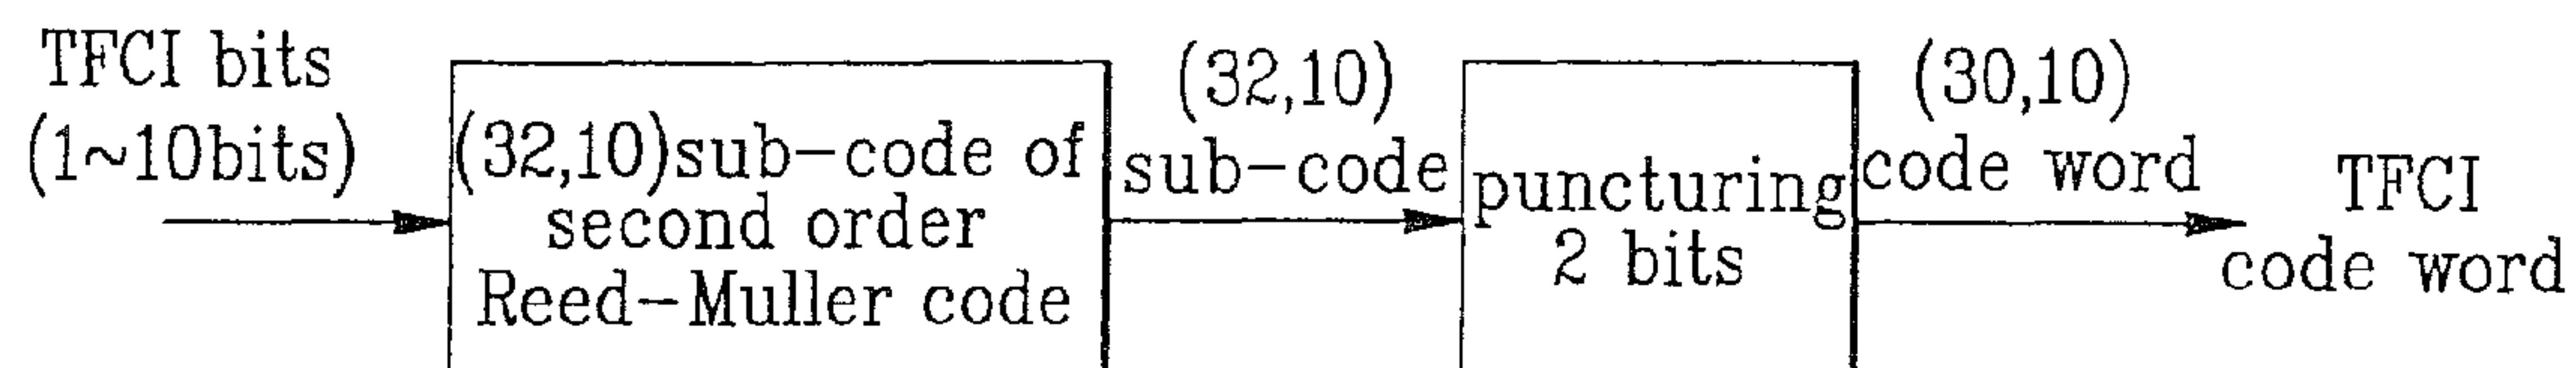 TFCI bits
(1~10bits)
(32,10)sub-code of
second order
Reed-Muller code
(32,10)
sub-code
puncturing
2 bits
(30,10)
code word
TFCI
code word